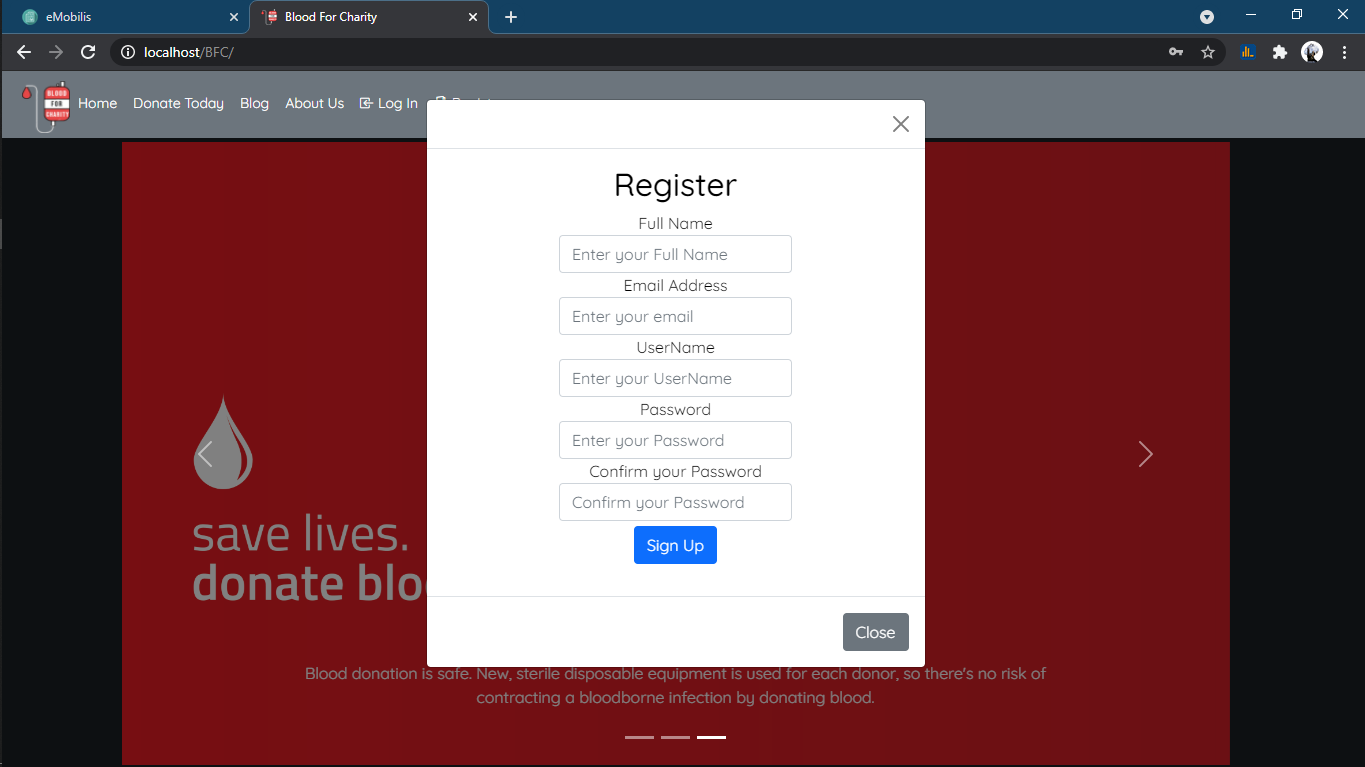 eMobilis
Blood For Charity
localhost/BFC/
BLOOD
FOR
CHARITY
Home Donate Today Blog About Us Log In
Register
Full Name
Enter your Full Name
Email Address
Enter your email
UserName
Enter your UserName
Password
Enter your Password
Confirm your Password
Confirm your Password
Sign Up
Close
save lives.
donate bloo
Blood donation is safe. New, sterile disposable equipment is used for each donor, so there's no risk of
contracting a bloodborne infection by donating blood.